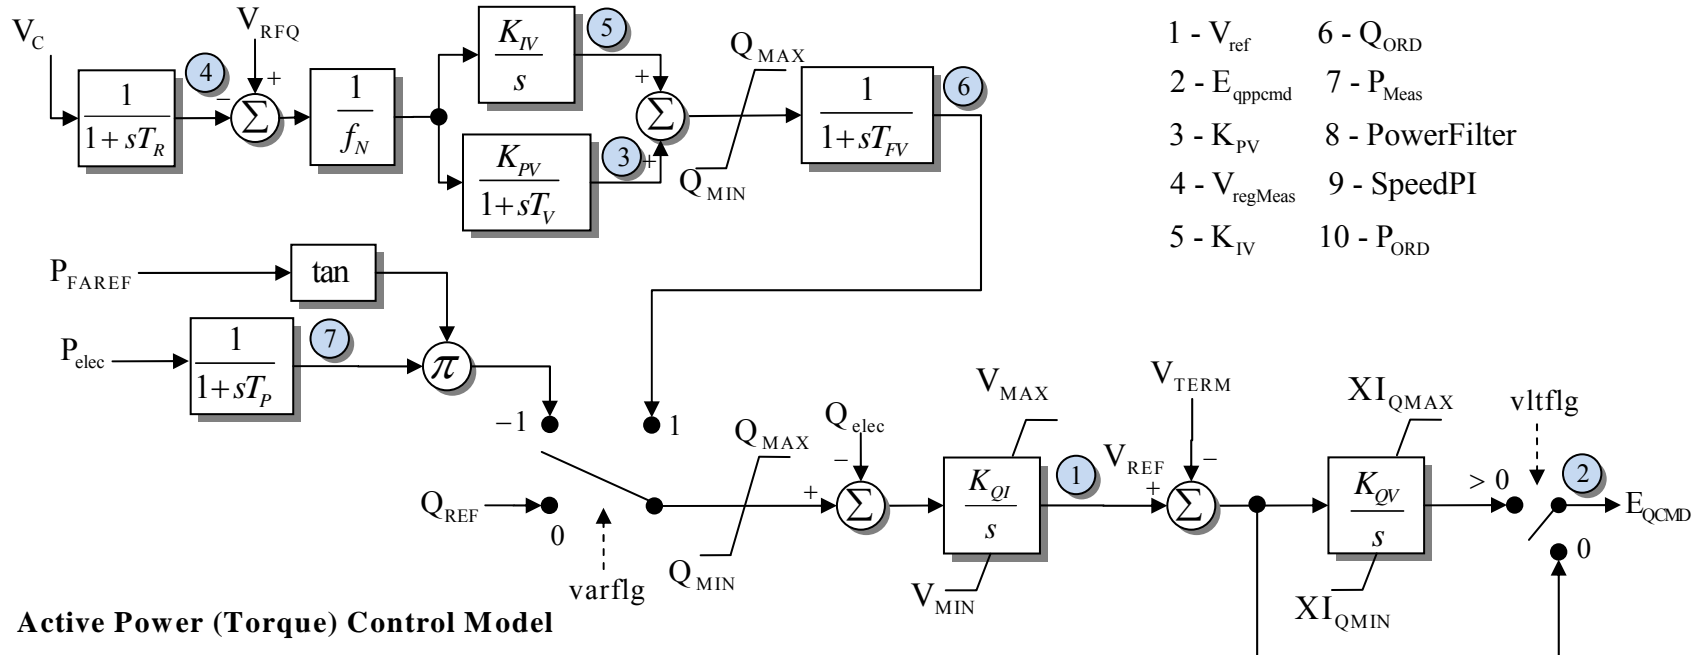 V_C
V_RFQ
1 / 1 + sT_R
4
−
+
Σ
1 / f_N
K_IV / s
5
K_PV / 1 + sT_V
3
+
+
Σ
Q_MAX
Q_MIN
1 / 1 + sT_FV
6
1 - V_ref 6 - Q_ORD
2 - E_qppcmd 7 - P_Meas
3 - K_PV 8 - PowerFilter
4 - V_regMeas 9 - SpeedPI
5 - K_IV 10 - P_ORD
P_FAREF
tan
P_elec
1 / 1 + sT_P
7
π
−1
1
Q_REF
0
varflg
Q_MAX
Q_MIN
Q_elec
−
+
Σ
V_MAX
K_QI / s
V_MIN
1
V_REF
+
V_TERM
−
Σ
XI_QMAX
K_QV / s
XI_QMIN
vltflg
> 0
2
0
E_QCMD
Active Power (Torque) Control Model